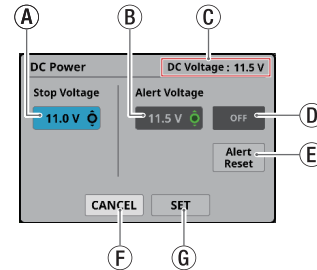 A
B
C
DC Power
DC Voltage : 11.5 V
Stop Voltage
Alert Voltage
11.0 V
11.5 V
OFF
D
Alert
Reset
E
CANCEL
SET
F
G